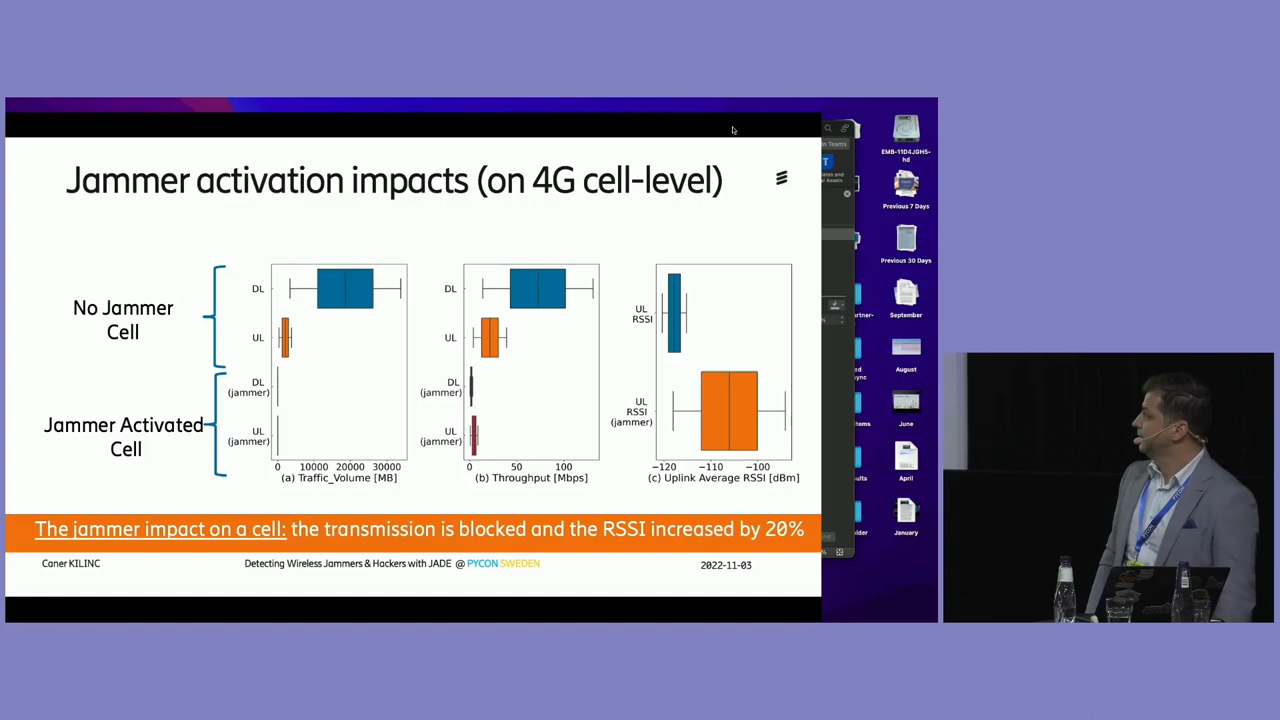 Jammer activation impacts (on 4G cell-level)
No Jammer
Cell
Jammer Activated
Cell
DL
UL
DL
(jammer)
UL
(jammer)
0 10000 20000 30000
(a) Traffic_Volume [MB]
DL
UL
DL
(jammer)
UL
(jammer)
0 50 100
(b) Throughput [Mbps]
UL
RSSI
UL
RSSI
(jammer)
−120 −110 −100
(c) Uplink Average RSSI [dBm]
The jammer impact on a cell: the transmission is blocked and the RSSI increased by 20%
Caner KILINC
Detecting Wireless Jammers & Hackers with JADE @ PYCON SWEDEN
2022-11-03
in Teams
T
EMB-11D4JGH5-
hd
Previous 7 Days
Previous 30 Days
September
August
June
April
January
PYCON